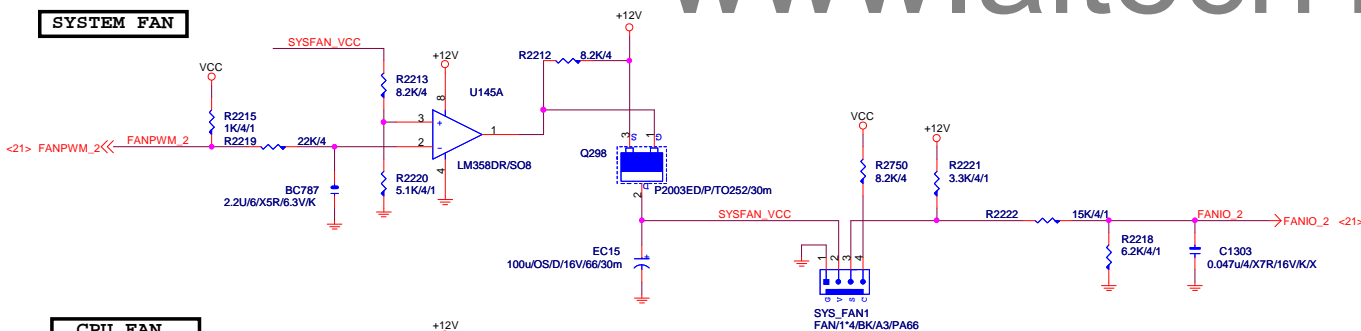 SYSTEM FAN
SYSFAN_VCC
+12V
R2212
8.2K/4
+12V
VCC
R2213
8.2K/4
U145A
8
R2215
1K/4/1
3
+
1
2
-
4
LM358DR/SO8
<21>
FANPWM_2
FANPWM_2
R2219
22K/4
R2220
5.1K/4/1
BC787
2.2U/6/X5R/6.3V/K
3
S
1
G
Q298
P2003ED/P/TO252/30m
2
D
SYSFAN_VCC
EC15
100u/OS/D/16V/66/30m
+
VCC
R2750
8.2K/4
+12V
R2221
3.3K/4/1
R2222
15K/4/1
FANIO_2
FANIO_2
<21>
R2218
6.2K/4/1
C1303
0.047u/4/X7R/16V/K/X
1
2
3
4
G
V
S
C
SYS_FAN1
FAN/1*4/BK/A3/PA66
CPU FAN
+12V